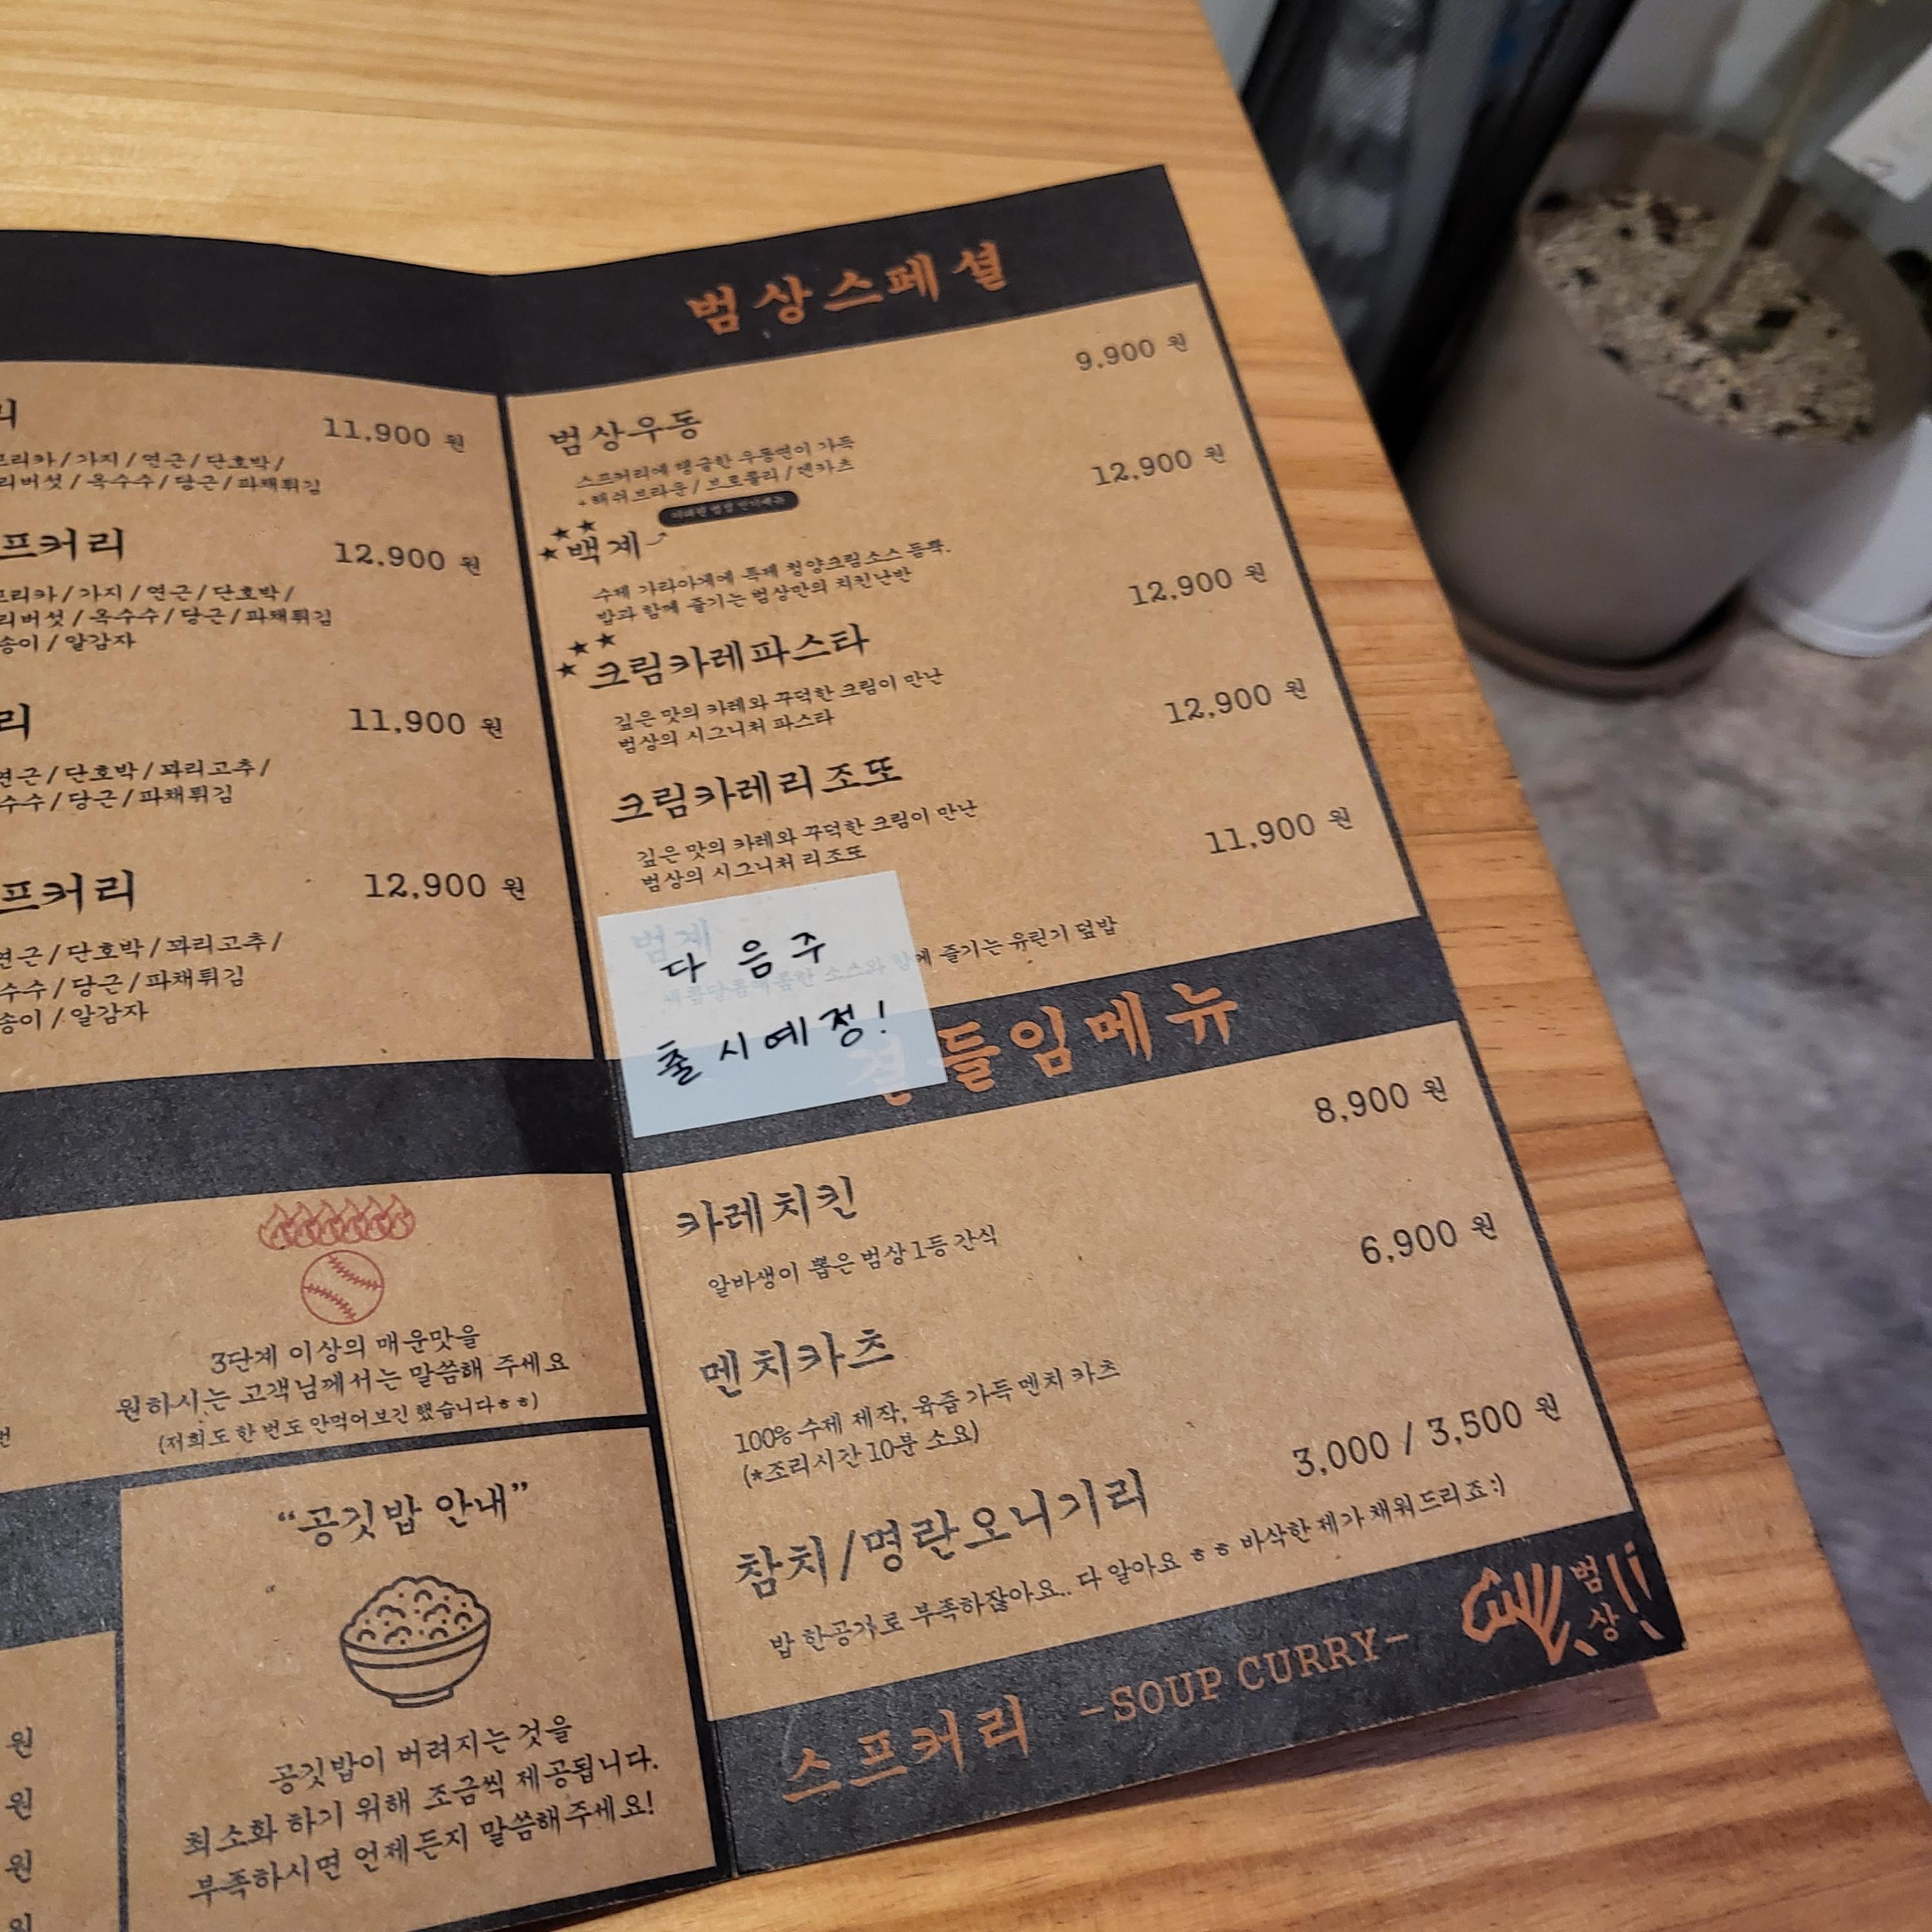 리
11,900 원
프리카 / 가지 / 연근 / 단호박 /
리버섯 / 옥수수 / 당근 / 파채튀김
프커리
12,900 원
프리카 / 가지 / 연근 / 단호박 /
리버섯 / 옥수수 / 당근 / 파채튀김
송이 / 알감자
리
11,900 원
연근 / 단호박 / 꽈리고추 /
수수 / 당근 / 파채튀김
프커리
12,900 원
연근 / 단호박 / 꽈리고추 /
수수 / 당근 / 파채튀김
송이 / 알감자
3단계 이상의 매운맛을
원하시는 고객님께서는 말씀해 주세요
(저희도 한 번도 안먹어보긴 했습니다ㅎㅎ)
“공깃밥 안내”
공깃밥이 버려지는 것을
최소화 하기 위해 조금씩 제공됩니다.
부족하시면 언제든지 말씀해주세요!
원
원
원
범상스페셜
9,900 원
범상우동
스프커리에 탱글한 우동면이 가득
+ 해쉬브라운 / 브로콜리 / 멘카츠
12,900 원
백계
수제 가라아게에 특제 청양크림소스 듬뿍.
밥과 함께 즐기는 범상만의 치킨난반
12,900 원
크림카레파스타
깊은 맛의 카레와 꾸덕한 크림이 만난
범상의 시그니처 파스타
12,900 원
크림카레리조또
깊은 맛의 카레와 꾸덕한 크림이 만난
범상의 시그니처 리조또
11,900 원
범계
소스와 함께 즐기는 유린기 덮밥
다음주
출시예정!
곁들임메뉴
8,900 원
카레치킨
알바생이 뽑은 범상 1등 간식
6,900 원
멘치카츠
100% 수제 제작, 육즙 가득 멘치 카츠
(*조리시간 10분 소요)
3,000 / 3,500 원
참치/명란오니기리
밥 한공기로 부족하잖아요.. 다 알아요 ㅎㅎ 바삭한 제가 채워드리죠:)
스프커리 -SOUP CURRY-
범상